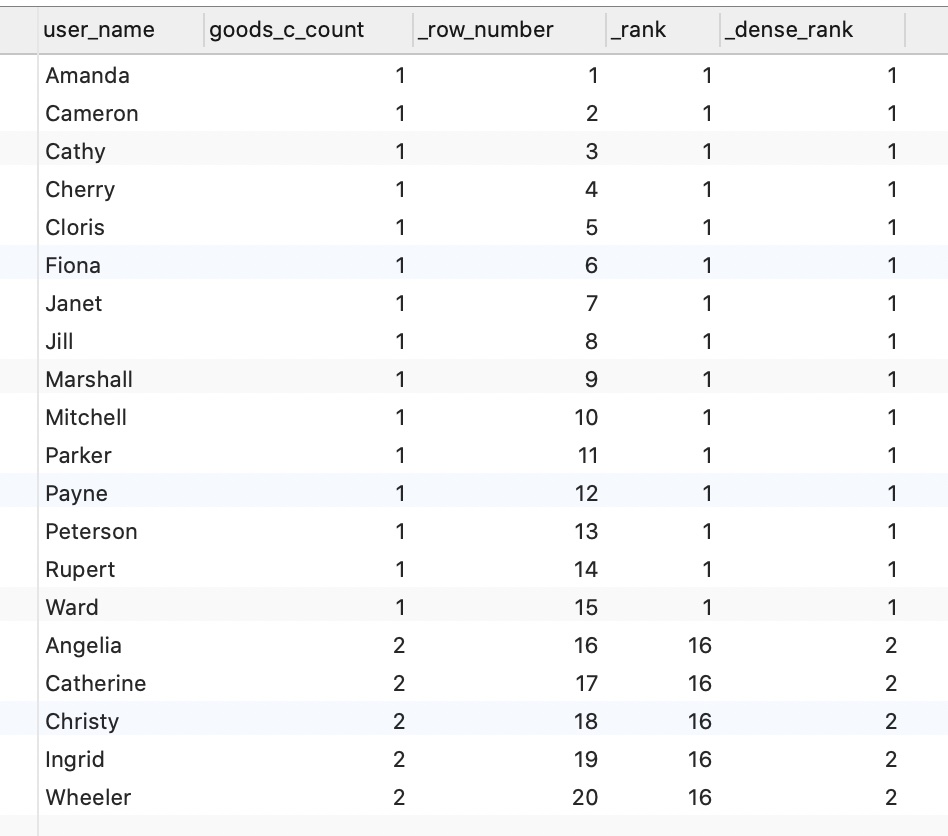 user_name goods_c_count _row_number _rank _dense_rank
Amanda 1 1 1 1
Cameron 1 2 1 1
Cathy 1 3 1 1
Cherry 1 4 1 1
Cloris 1 5 1 1
Fiona 1 6 1 1
Janet 1 7 1 1
Jill 1 8 1 1
Marshall 1 9 1 1
Mitchell 1 10 1 1
Parker 1 11 1 1
Payne 1 12 1 1
Peterson 1 13 1 1
Rupert 1 14 1 1
Ward 1 15 1 1
Angelia 2 16 16 2
Catherine 2 17 16 2
Christy 2 18 16 2
Ingrid 2 19 16 2
Wheeler 2 20 16 2